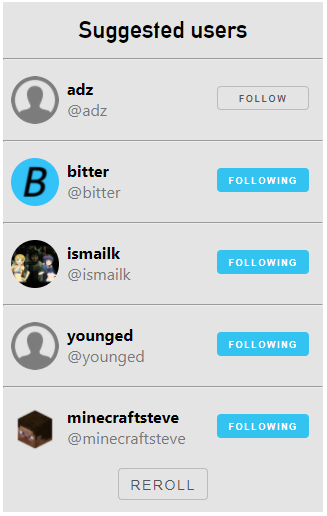 Suggested users
adz
@adz
FOLLOW
B
bitter
@bitter
FOLLOWING
ismailk
@ismailk
FOLLOWING
younged
@younged
FOLLOWING
minecraftsteve
@minecraftsteve
FOLLOWING
REROLL